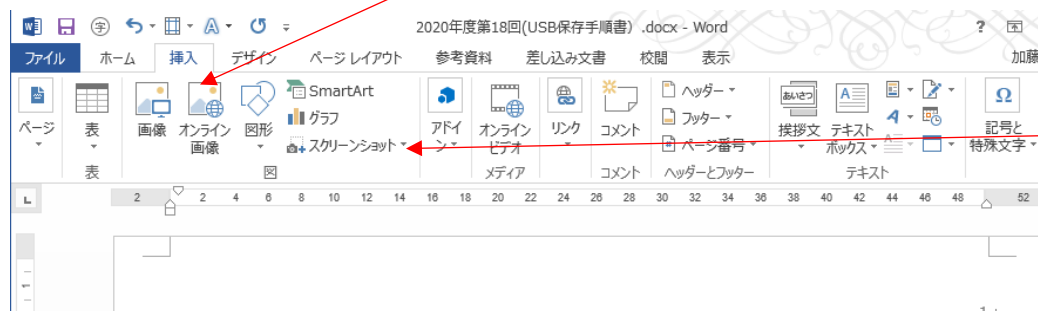 字 A 2020年度第18回(USB保存手順書) .docx - Word ?
ファイル ホーム 挿入 デザイン ページ レイアウト 参考資料 差し込み文書 校閲 表示 加藤
SmartArt ヘッダー
グラフ フッター あいさつ A A Ω
ページ 表 画像 オンライン 図形 スクリーンショット アドイ オンライン リンク コメント ページ番号 挨拶文 テキスト 記号と
画像 ン ビデオ ボックス 特殊文字
表 図 メディア コメント ヘッダーとフッター テキスト
L 2 2 4 6 8 10 12 14 16 18 20 22 24 26 28 30 32 34 36 38 40 42 44 46 48 52